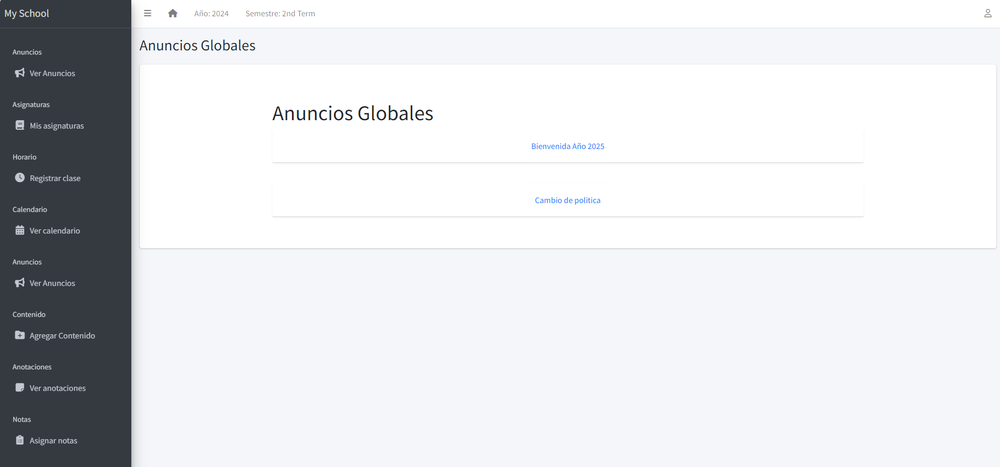 My School
Año: 2024
Semestre: 2nd Term
Anuncios
Ver Anuncios
Asignaturas
Mis asignaturas
Horario
Registrar clase
Calendario
Ver calendario
Anuncios
Ver Anuncios
Contenido
Agregar Contenido
Anotaciones
Ver anotaciones
Notas
Asignar notas
Anuncios Globales
Anuncios Globales
Bienvenida Año 2025
Cambio de politica